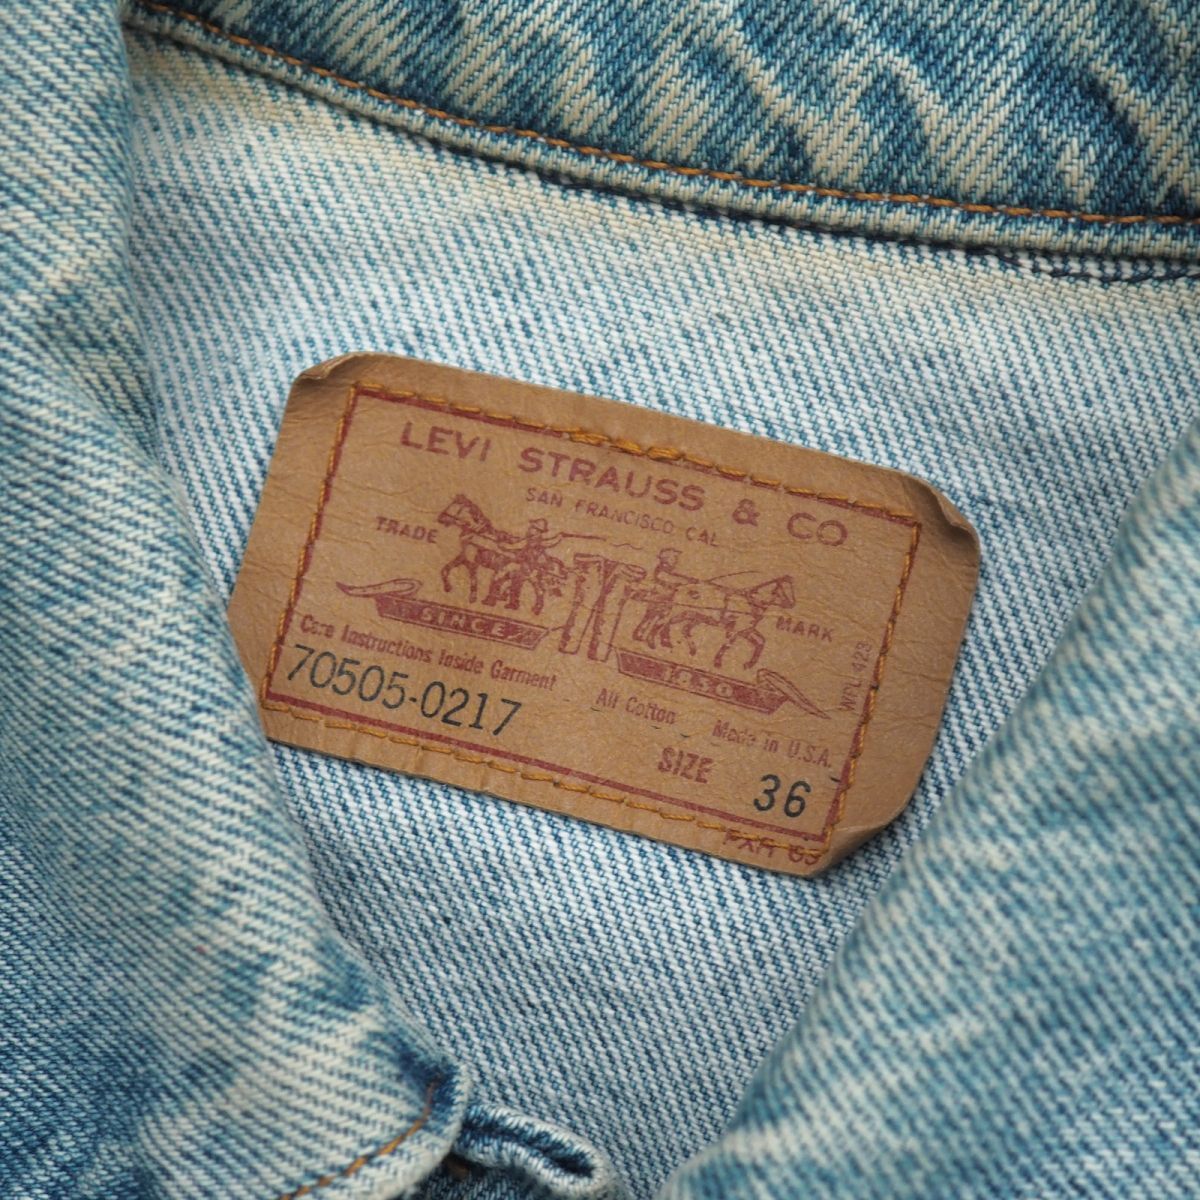 LEVI STRAUSS & CO
SAN FRANCISCO CAL
TRADE MARK
SINCE 1850
Care Instructions Inside Garment
70505-0217
All Cotton
Made in U.S.A.
SIZE 36
WPL 423